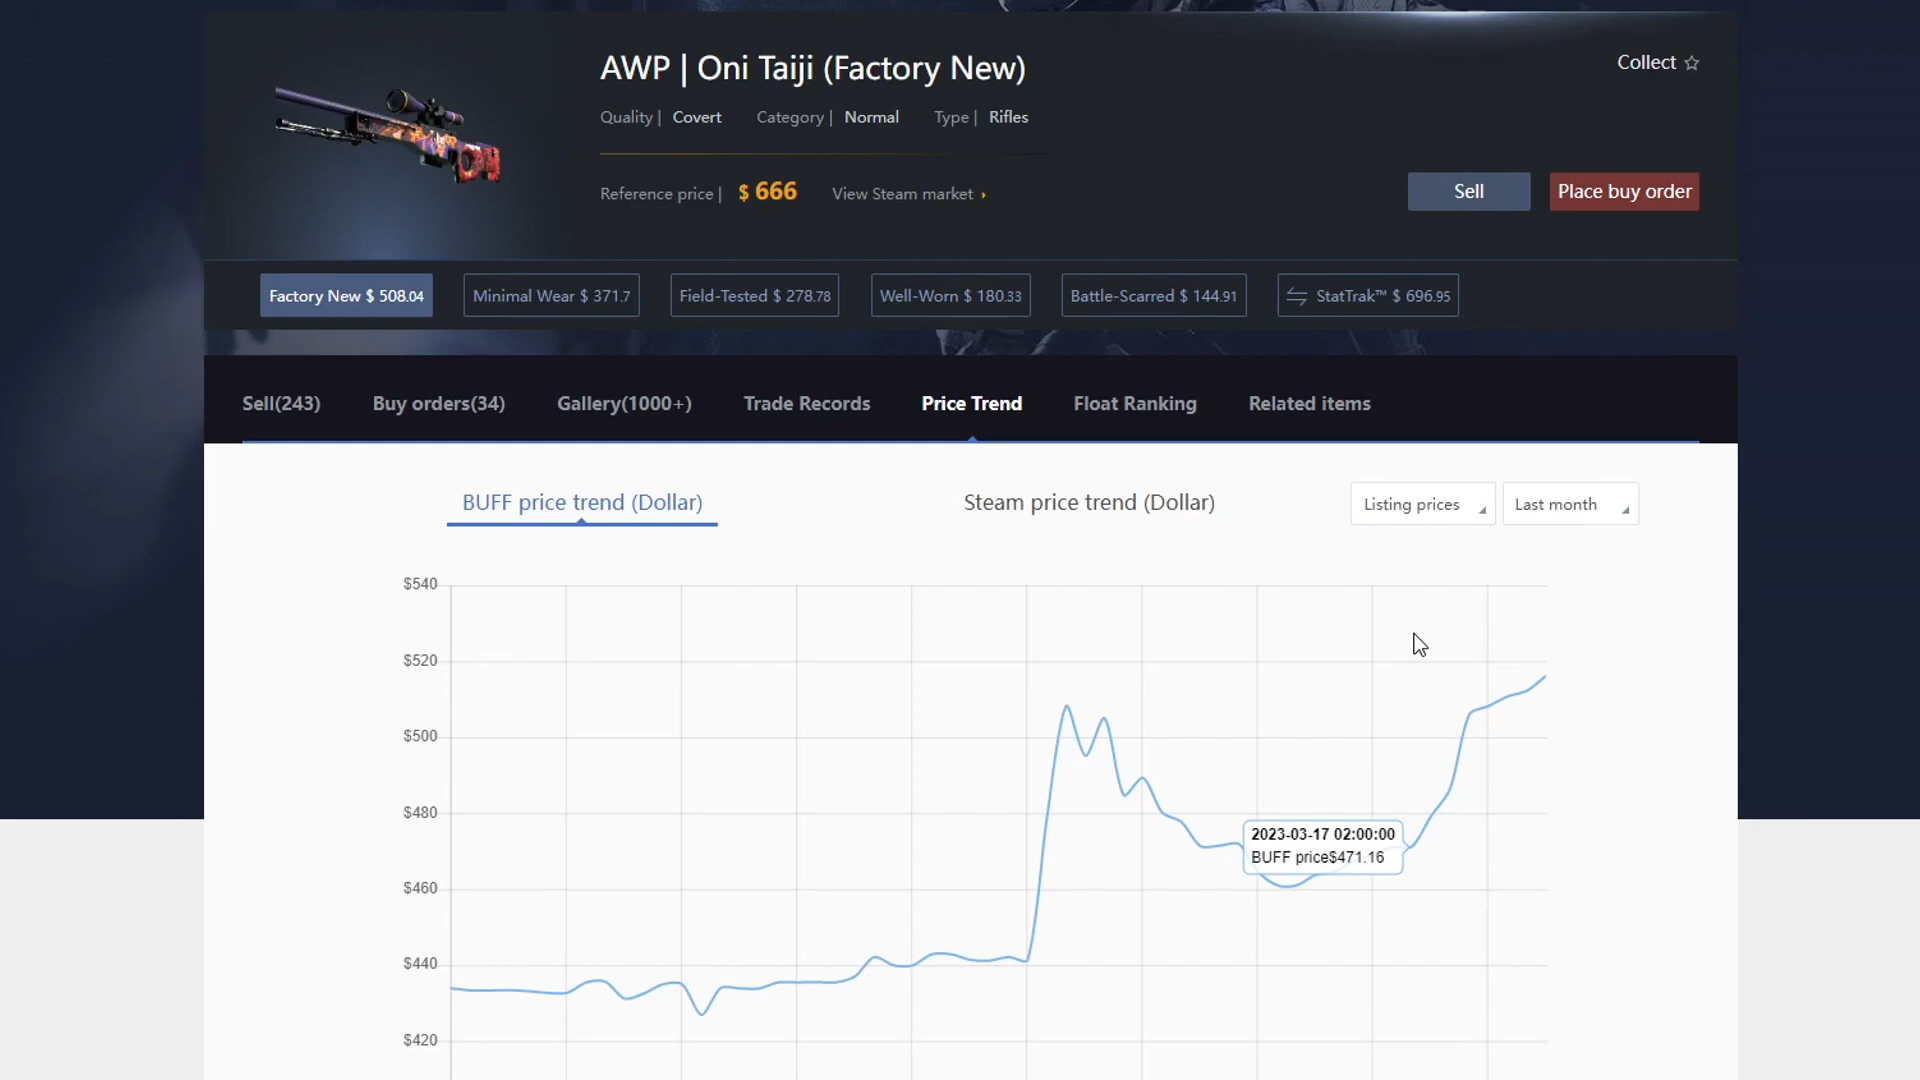 AWP | Oni Taiji (Factory New)
Collect
Quality | Covert Category | Normal Type | Rifles
Reference price | $ 666 View Steam market
Sell Place buy order
Factory New $ 508.04 Minimal Wear $ 371.7 Field-Tested $ 278.78 Well-Worn $ 180.33 Battle-Scarred $ 144.91 StatTrak™ $ 696.95
Sell(243) Buy orders(34) Gallery(1000+) Trade Records Price Trend Float Ranking Related items
BUFF price trend (Dollar) Steam price trend (Dollar) Listing prices Last month
$540
$520
$500
$480
2023-03-17 02:00:00
BUFF price$471.16
$460
$440
$420